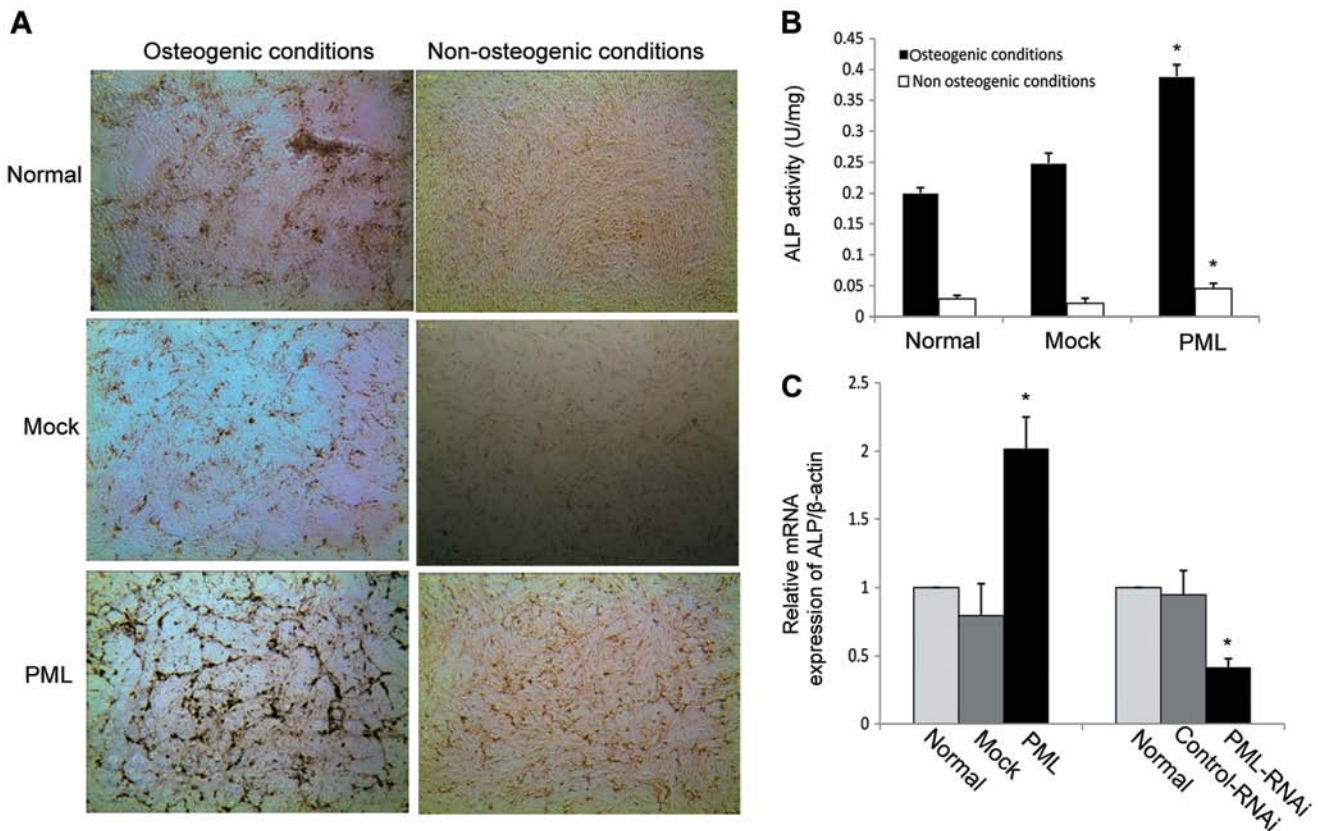 A
Osteogenic conditions
Non-osteogenic conditions
Normal
Mock
PML
B
ALP activity (U/mg)
0.45
0.4
0.35
0.3
0.25
0.2
0.15
0.1
0.05
0
Osteogenic conditions
Non osteogenic conditions
*
*
Normal
Mock
PML
C
Relative mRNA
expression of ALP/β-actin
2.5
2
1.5
1
0.5
0
*
*
Normal
Mock
PML
Normal
Control-RNAi
PML-RNAi